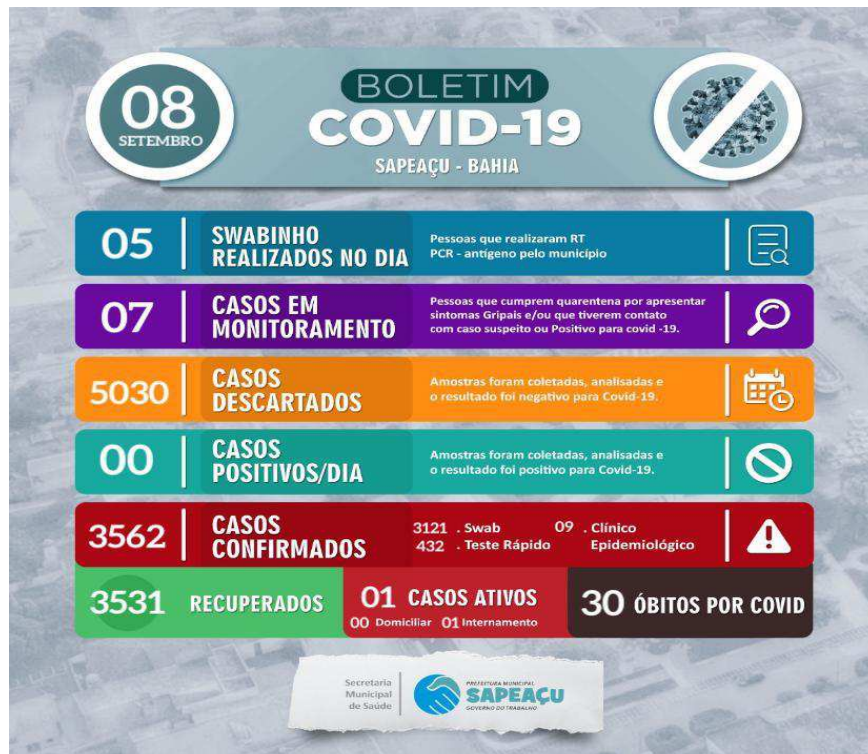 08
SETEMBRO
BOLETIM
COVID-19
SAPEAÇU - BAHIA
05
SWABINHO
REALIZADOS NO DIA
Pessoas que realizaram RT
PCR - antígeno pelo município
07
CASOS EM
MONITORAMENTO
Pessoas que cumprem quarentena por apresentar
sintomas Gripais e/ou que tiverem contato
com caso suspeito ou Positivo para covid -19.
5030
CASOS
DESCARTADOS
Amostras foram coletadas, analisadas e
o resultado foi negativo para Covid-19.
00
CASOS
POSITIVOS/DIA
Amostras foram coletadas, analisadas e
o resultado foi positivo para Covid-19.
3562
CASOS
CONFIRMADOS
3121 . Swab
432 . Teste Rápido
09 . Clínico
Epidemiológico
3531 RECUPERADOS
01 CASOS ATIVOS
00 Domiciliar 01 Internamento
30 ÓBITOS POR COVID
Secretaria
Municipal
de Saúde
PREFEITURA MUNICIPAL
SAPEAÇU
GOVERNO DO TRABALHO